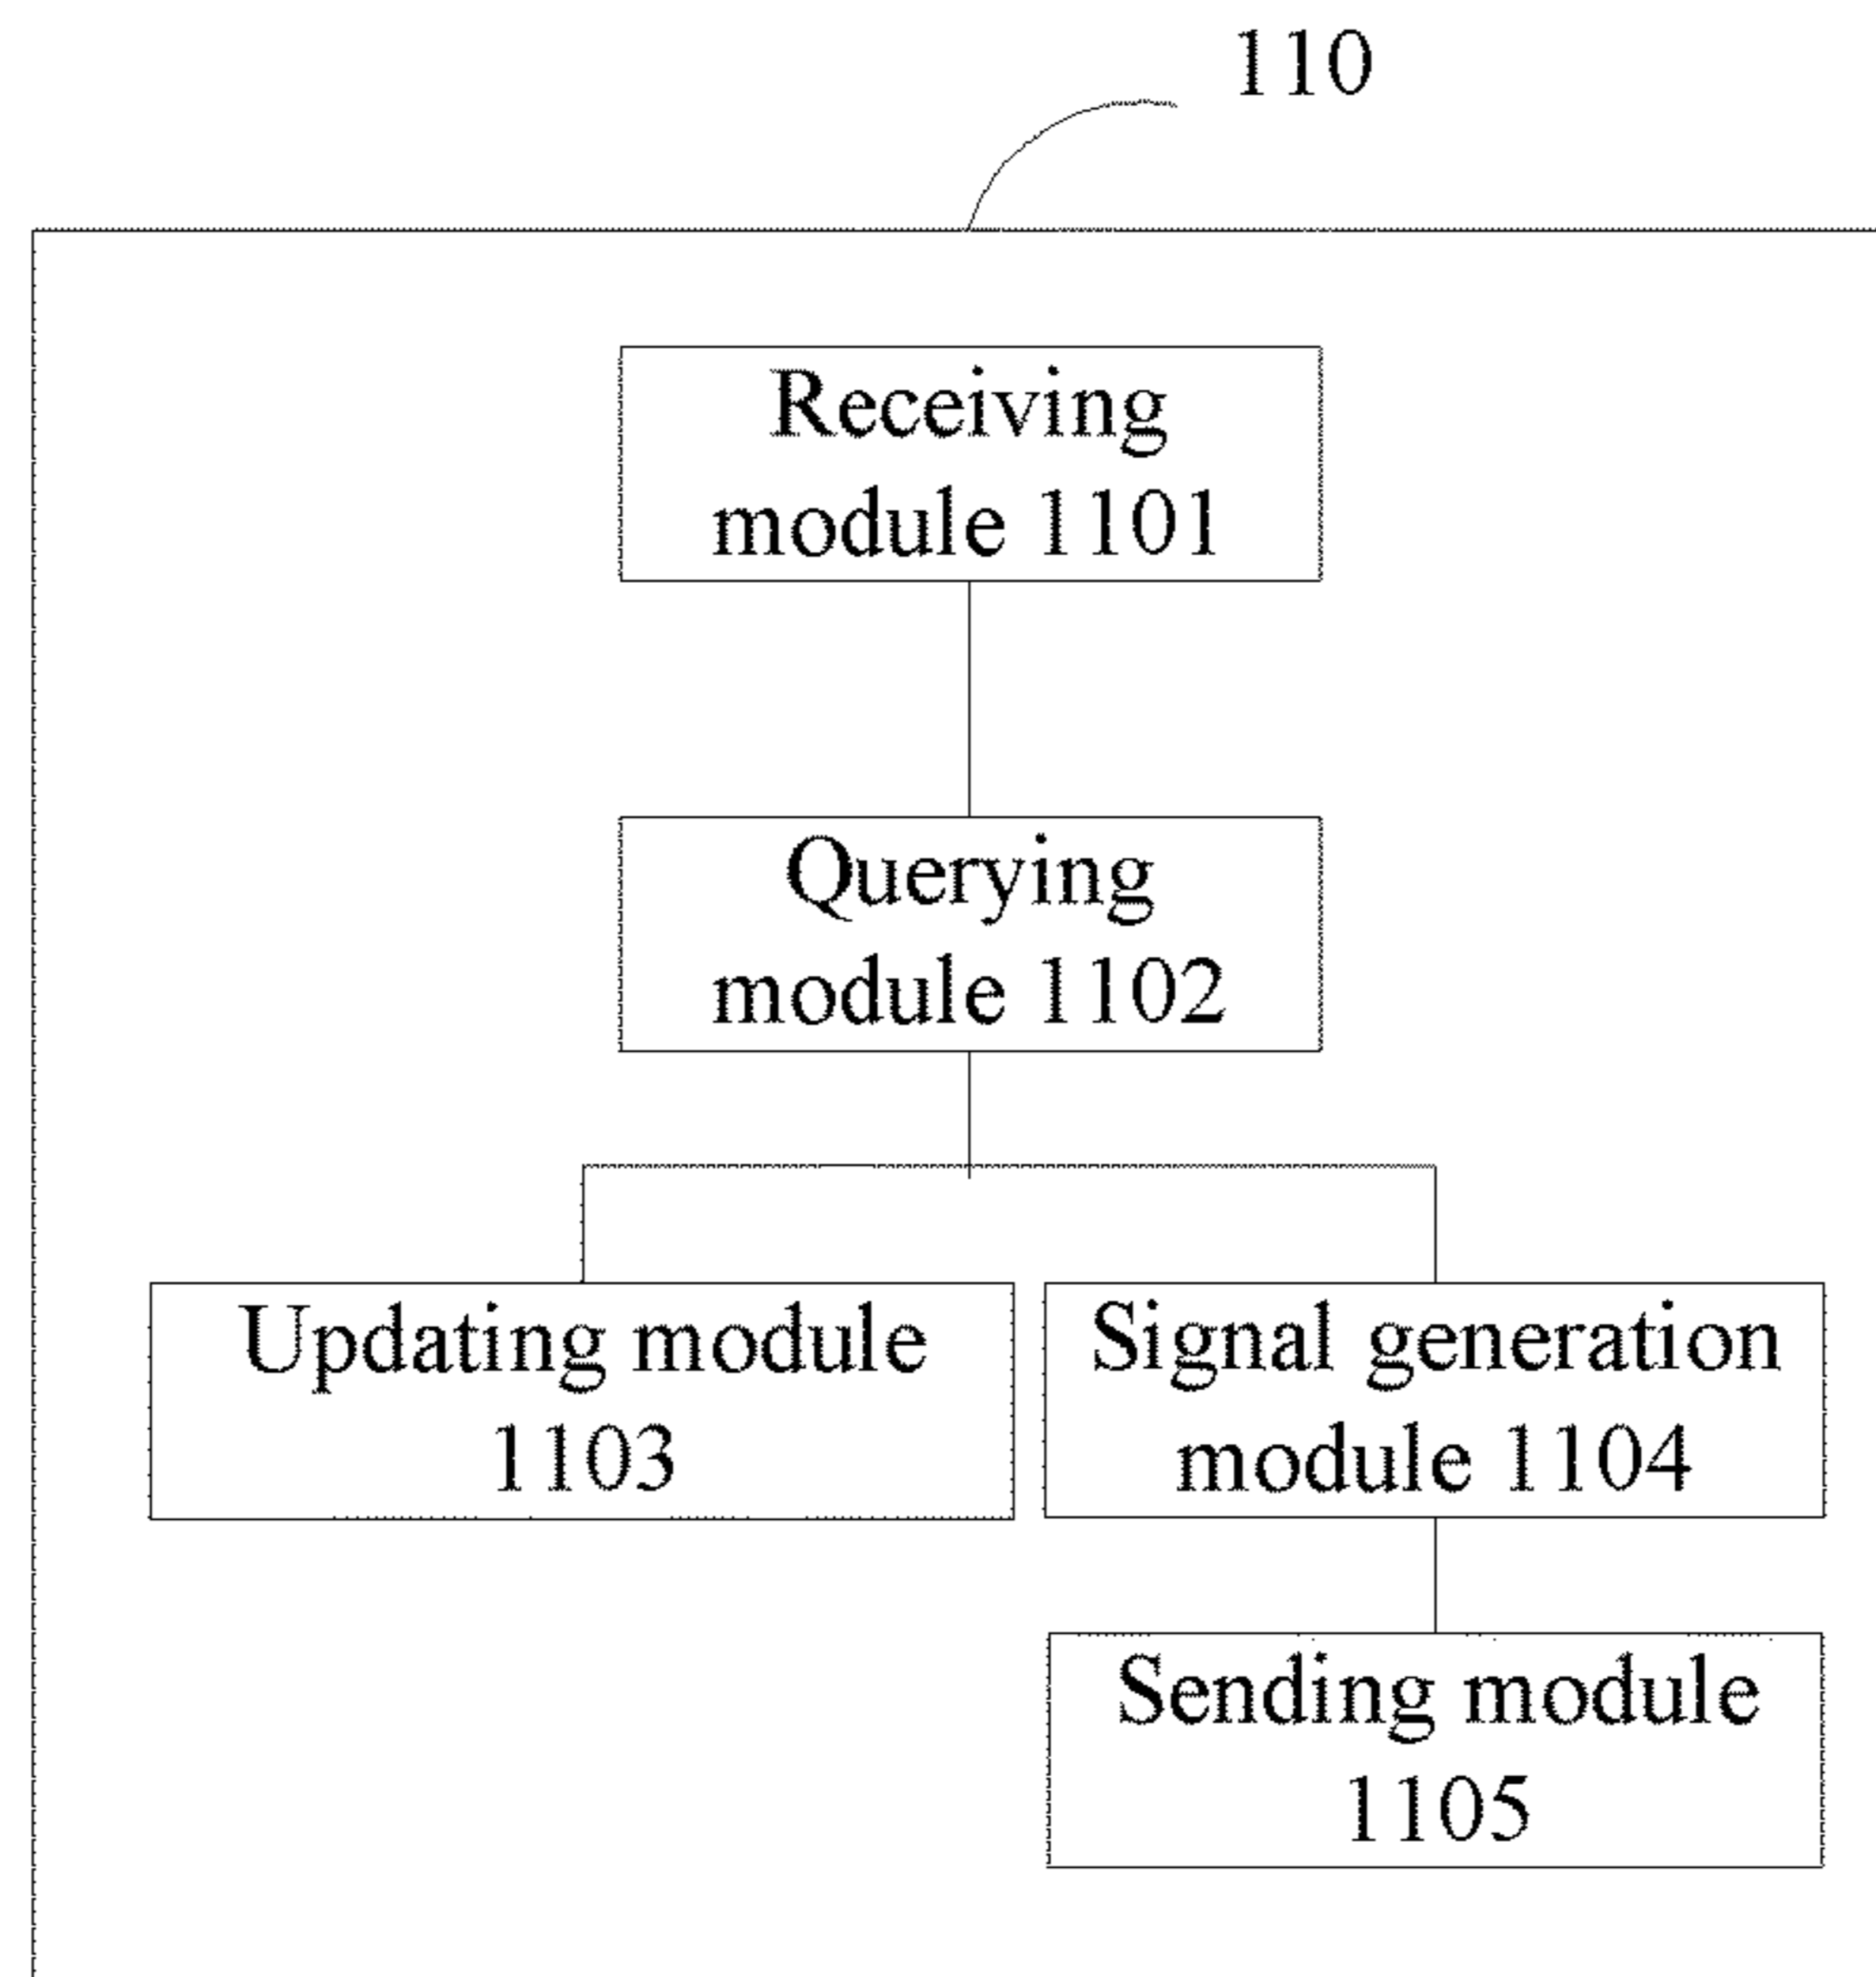 110
Receiving
module 1101
Querying
module 1102
Updating module
1103
Signal generation
module 1104
Sending module
1105